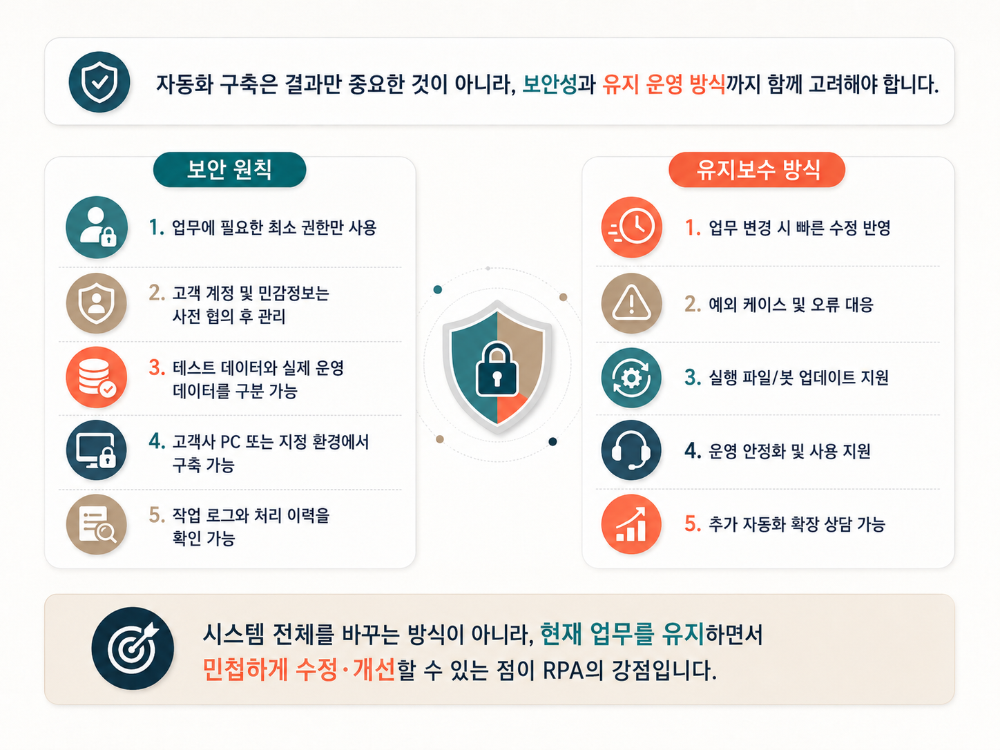 자동화 구축은 결과만 중요한 것이 아니라, 보안성과 유지 운영 방식까지 함께 고려해야 합니다.
보안 원칙
1. 업무에 필요한 최소 권한만 사용
2. 고객 계정 및 민감정보는
사전 협의 후 관리
3. 테스트 데이터와 실제 운영
데이터를 구분 가능
4. 고객사 PC 또는 지정 환경에서
구축 가능
5. 작업 로그와 처리 이력을
확인 가능
유지보수 방식
1. 업무 변경 시 빠른 수정 반영
2. 예외 케이스 및 오류 대응
3. 실행 파일/봇 업데이트 지원
4. 운영 안정화 및 사용 지원
5. 추가 자동화 확장 상담 가능
시스템 전체를 바꾸는 방식이 아니라, 현재 업무를 유지하면서
민첩하게 수정·개선할 수 있는 점이 RPA의 강점입니다.